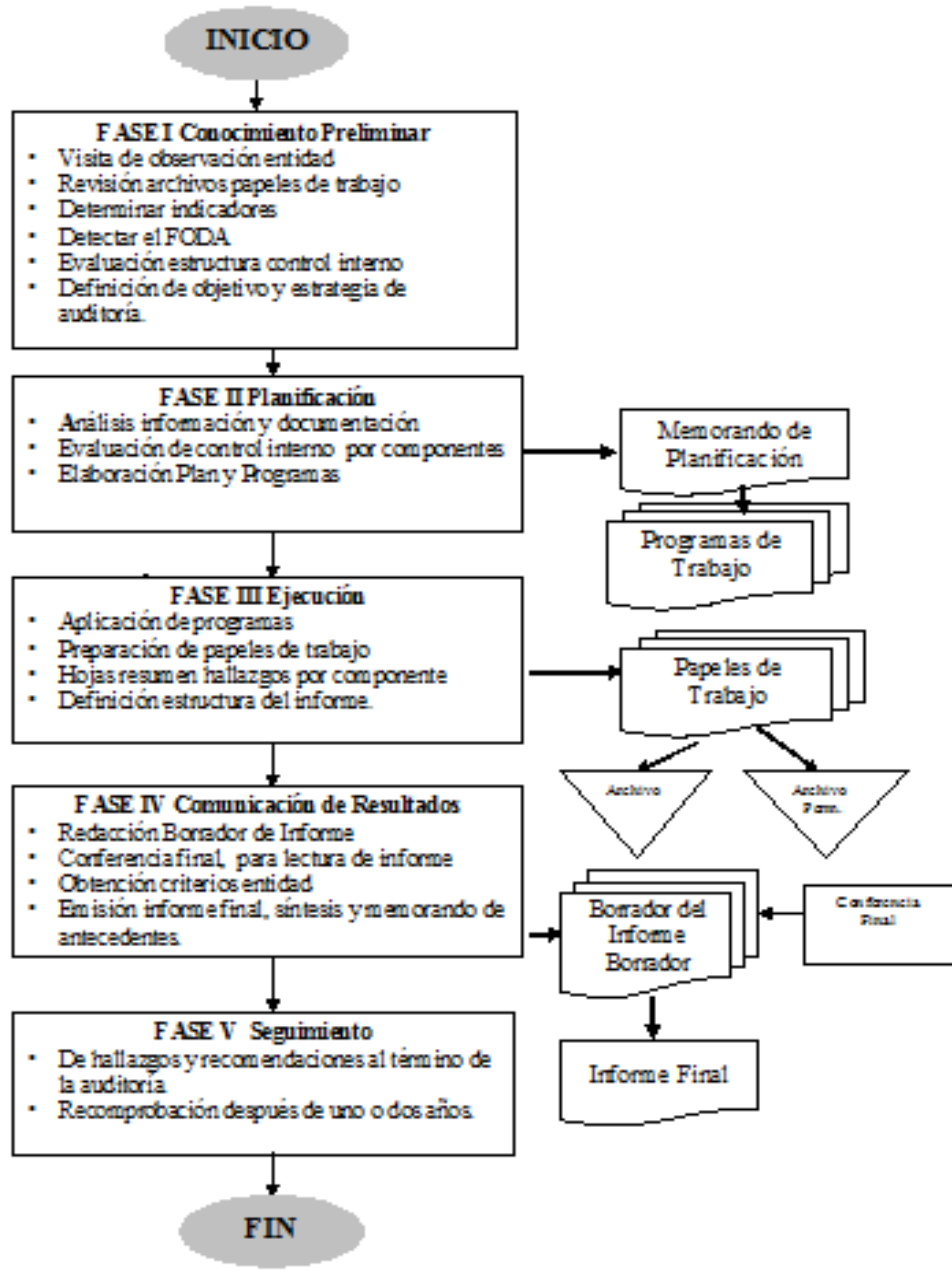 INICIO
FASE I Conocimiento Preliminar
• Visita de observación entidad
• Revisión archivos papeles de trabajo
• Determinar indicadores
• Detectar el FODA
• Evaluación estructura control interno
• Definición de objetivo y estrategia de
auditoría.
FASE II Planificación
• Análisis información y documentación
• Evaluación de control interno por componentes
• Elaboración Plan y Programas
Memorando de
Planificación
Programas de
Trabajo
FASE III Ejecución
• Aplicación de programas
• Preparación de papeles de trabajo
• Hojas resumen hallazgos por componente
• Definición estructura del informe.
Papeles de
Trabajo
Archivo
Archivo
Perm.
FASE IV Comunicación de Resultados
• Redacción Borrador de Informe
• Conferencia final, para lectura de informe
• Obtención criterios entidad
• Emisión informe final, síntesis y memorando de
antecedentes.
Borrador del
Informe
Borrador
Conferencia
Final
FASE V Seguimiento
• De hallazgos y recomendaciones al término de
la auditoría
• Recomprobación después de uno o dos años.
Informe Final
FIN